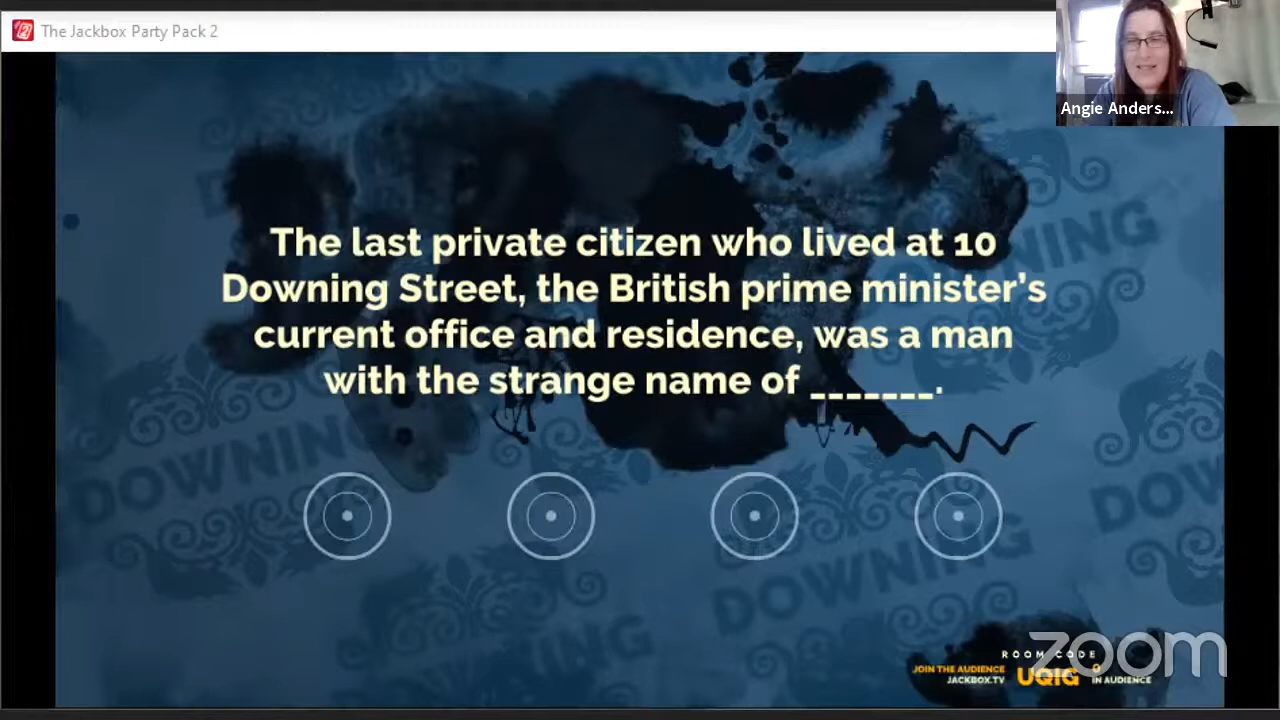 The Jackbox Party Pack 2
Angie Anders...
The last private citizen who lived at 10
Downing Street, the British prime minister's
current office and residence, was a man
with the strange name of _______.
DOWNING
DOWNING
DOWNING
ROOM CODE
JOIN THE AUDIENCE
JACKBOX.TV
UQIG
0
IN AUDIENCE
zoom